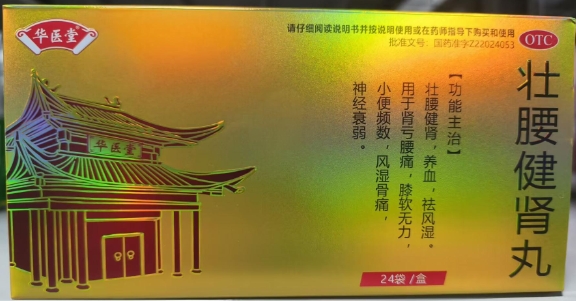 华医堂
请仔细阅读说明书并按说明使用或在药师指导下购买和使用
批准文号：国药准字Z22024053
OTC
壮腰健肾丸
【功能主治】
壮腰健肾，养血，祛风湿。
用于肾亏腰痛，膝软无力，
小便频数，风湿骨痛，
神经衰弱。
华医堂
24袋/盒